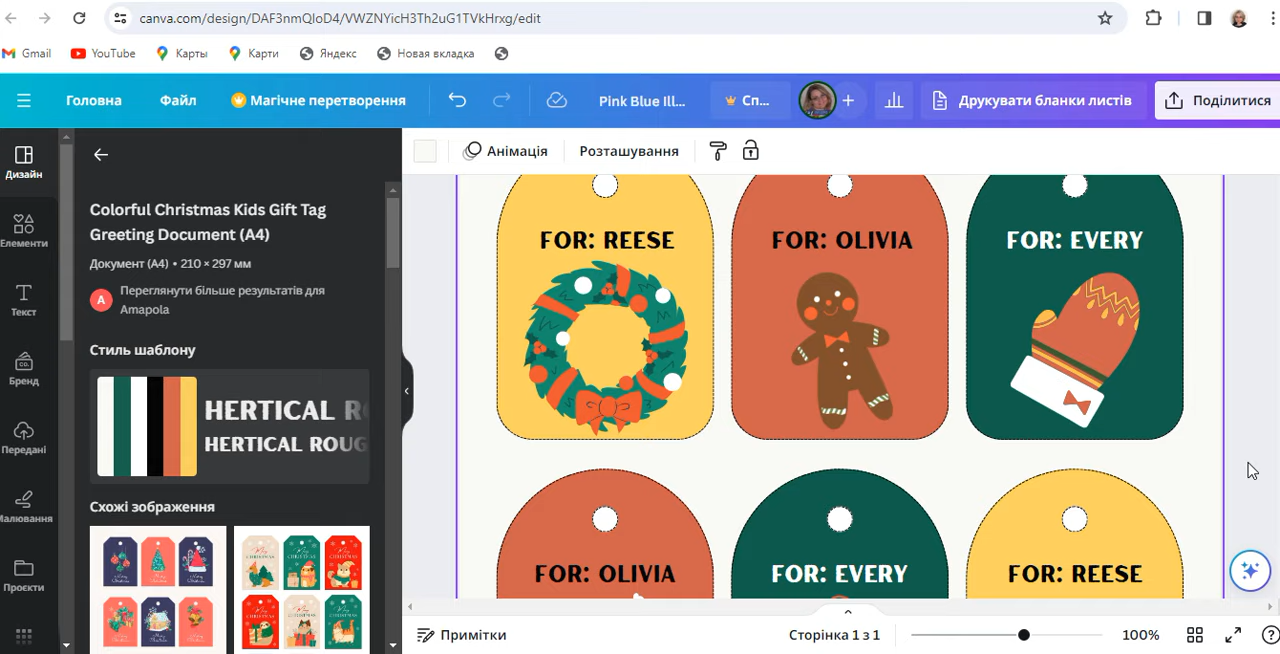 canva.com/design/DAF3nmQIoD4/VWZNYicH3Th2uG1TVkHrxg/edit
Gmail
YouTube
Карты
Карти
Яндекс
Новая вкладка
Головна
Файл
Магічне перетворення
Pink Blue Ill...
Сп...
+
Друкувати бланки листів
Поділитися
Дизайн
Елементи
Текст
Бренд
Передані
Малювання
Проєкти
Colorful Christmas Kids Gift Tag
Greeting Document (A4)
Документ (A4) • 210 × 297 мм
A
Переглянути більше результатів для
Amapola
Стиль шаблону
HERTICAL
HERTICAL ROUG
Схожі зображення
Анімація
Розташування
FOR: REESE
FOR: OLIVIA
FOR: EVERY
FOR: OLIVIA
FOR: EVERY
FOR: REESE
Примітки
Сторінка 1 з 1
100%
?